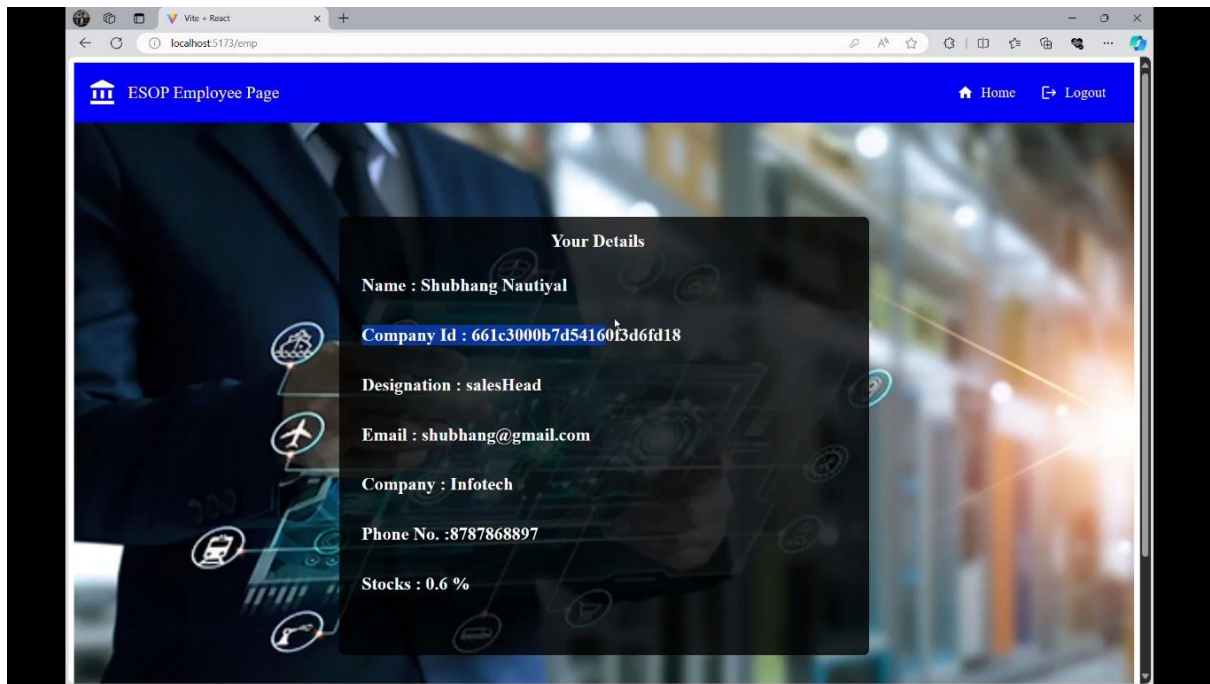 Vite + React
localhost:5173/emp
ESOP Employee Page
Home
Logout
Your Details
Name : Shubhang Nautiyal
Company Id : 661c3000b7d54160f3d6fd18
Designation : salesHead
Email : shubhang@gmail.com
Company : Infotech
Phone No. :8787868897
Stocks : 0.6 %